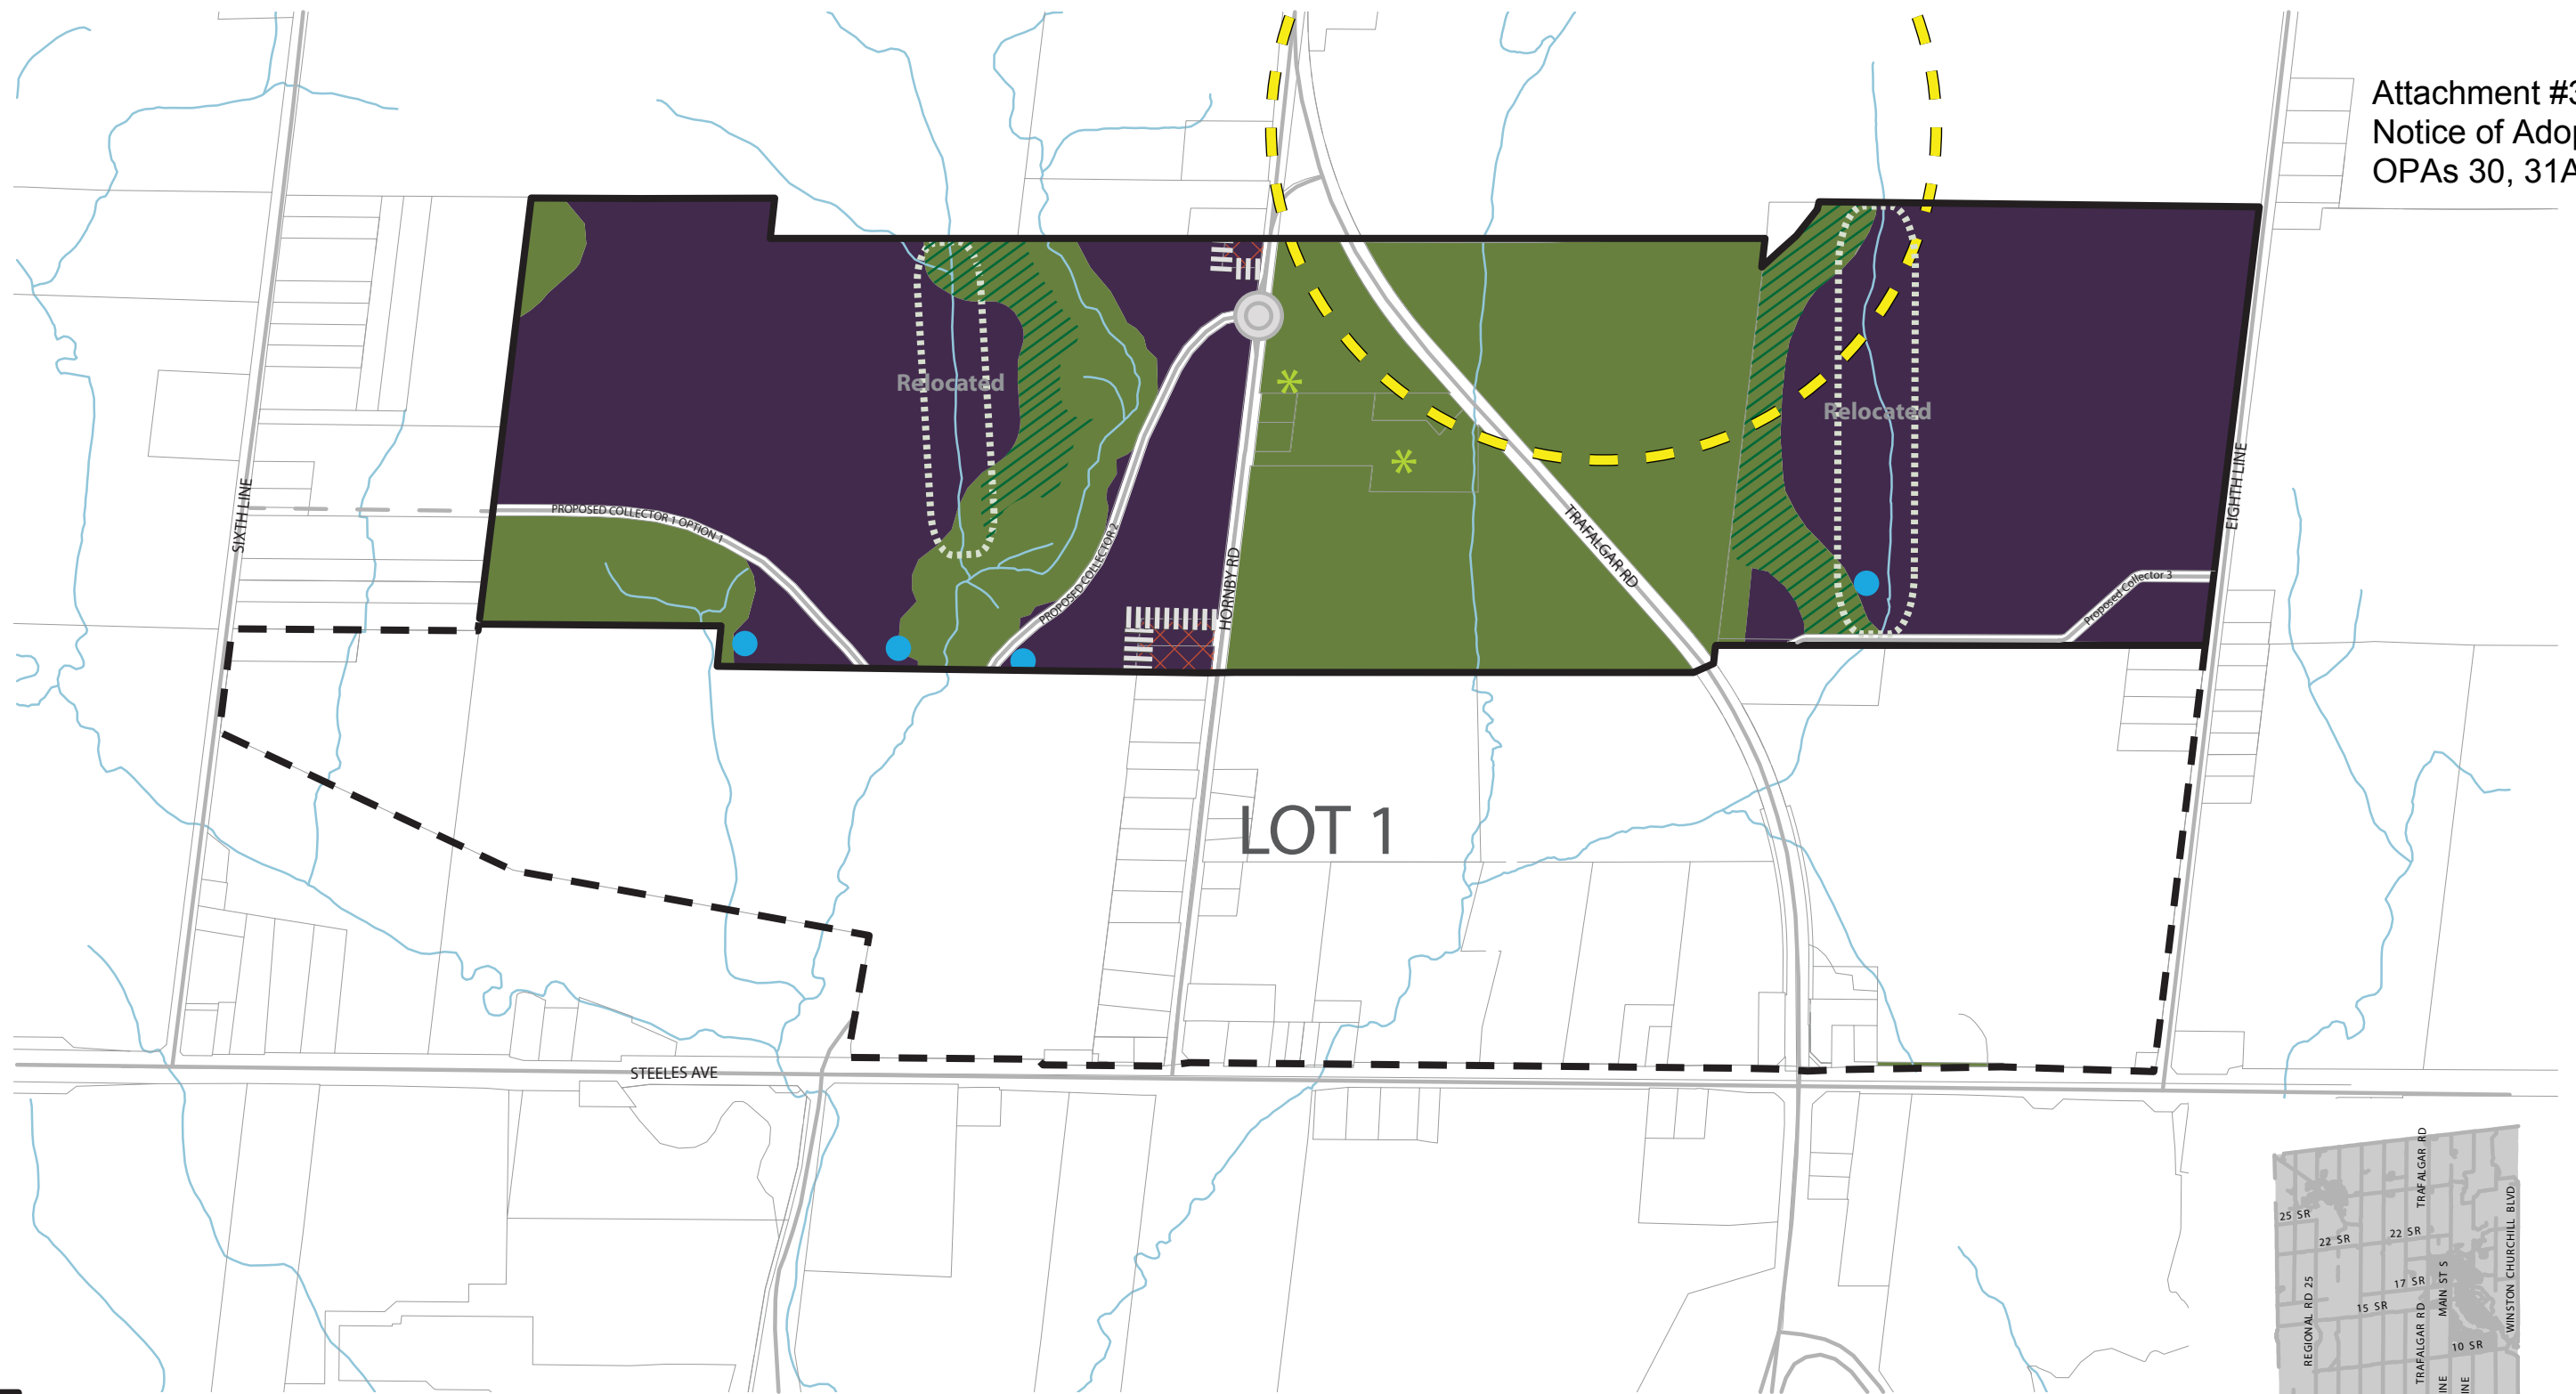 Attachment #3
Notice of Adop
OPAs 30, 31A
Relocated
Relocated
SIXTH LINE
PROPOSED COLLECTOR 1 OPTION 1
PROPOSED COLLECTOR 2
HORNBY RD
TRAFALGAR RD
EIGHTH LINE
Proposed Collector 3
LOT 1
STEELES AVE
25 SR
22 SR
22 SR
17 SR
15 SR
10 SR
TRAFALGAR RD
WINSTON CHURCHILL BLVD
REGIONAL RD 25
MAIN ST S
TRAFALGAR RD
INE
INE